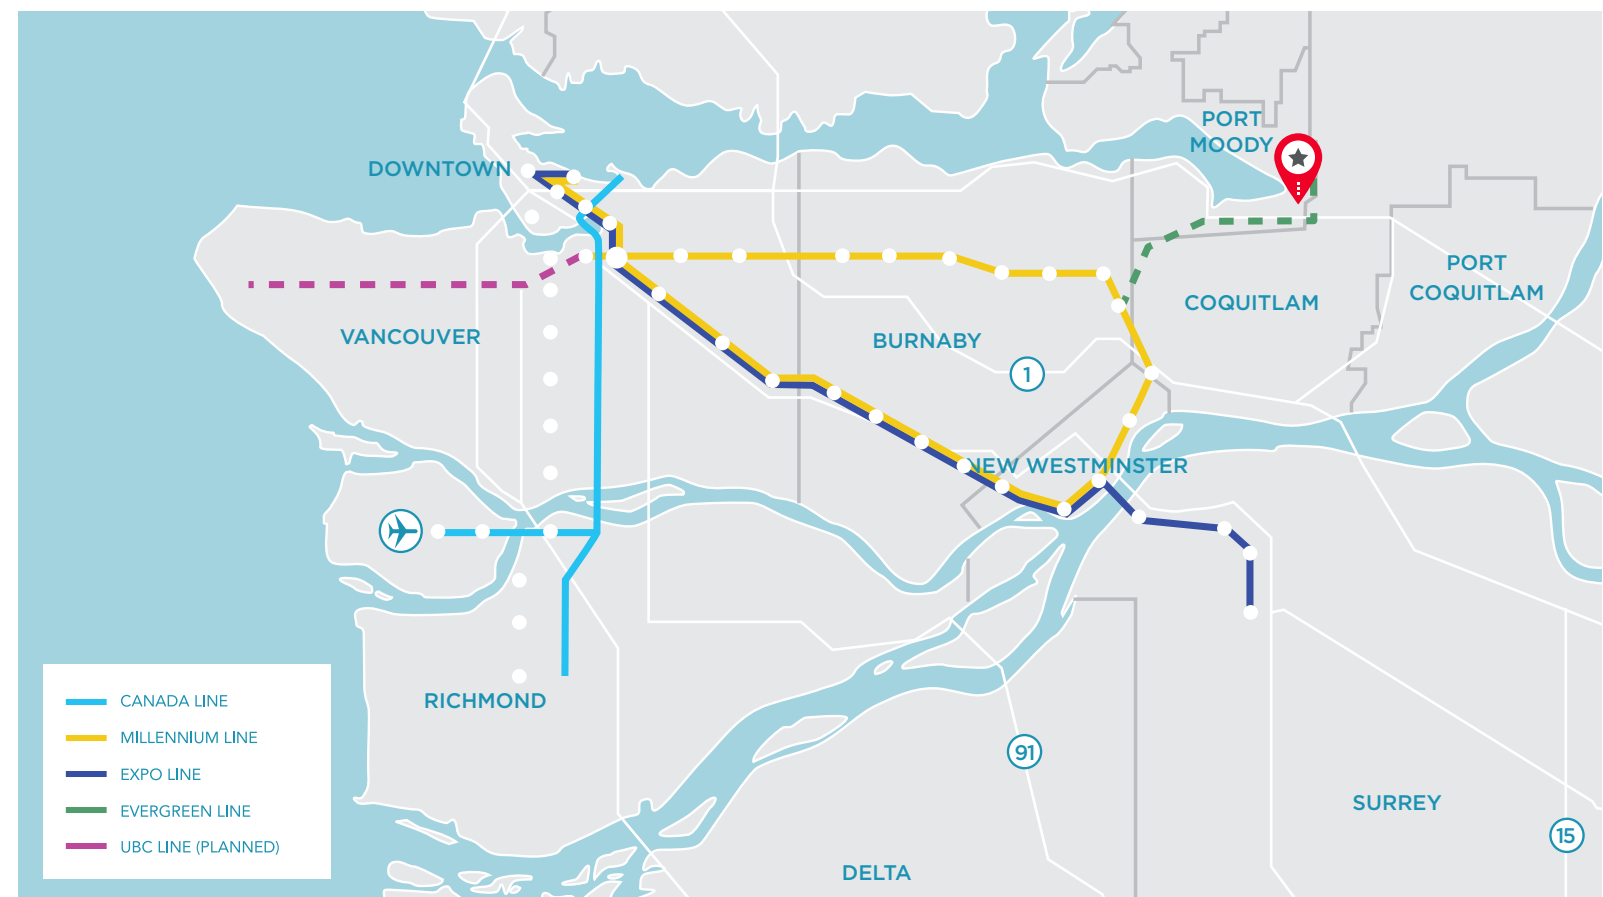 PORT
MOODY
DOWNTOWN
PORT
COQUITLAM
COQUITLAM
VANCOUVER
BURNABY
1
NEW WESTMINSTER
RICHMOND
CANADA LINE
MILLENNIUM LINE
EXPO LINE
EVERGREEN LINE
UBC LINE (PLANNED)
91
SURREY
15
DELTA